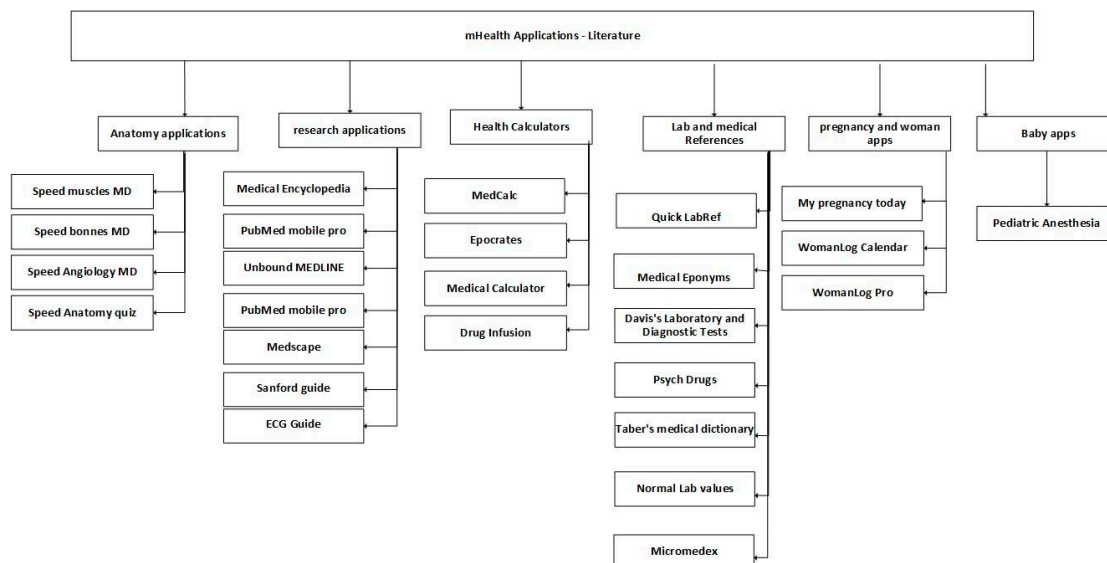 mHealth Applications - Literature
Anatomy applications
Speed muscles MD
Speed bonnes MD
Speed Angiology MD
Speed Anatomy quiz
research applications
Medical Encyclopedia
PubMed mobile pro
Unbound MEDLINE
PubMed mobile pro
Medscape
Sanford guide
ECG Guide
Health Calculators
MedCalc
Epocrates
Medical Calculator
Drug Infusion
Lab and medical
References
Quick LabRef
Medical Eponyms
Davis's Laboratory and
Diagnostic Tests
Psych Drugs
Taber's medical dictionary
Normal Lab values
Micromedex
pregnancy and woman
apps
My pregnancy today
WomanLog Calendar
WomanLog Pro
Baby apps
Pediatric Anesthesia